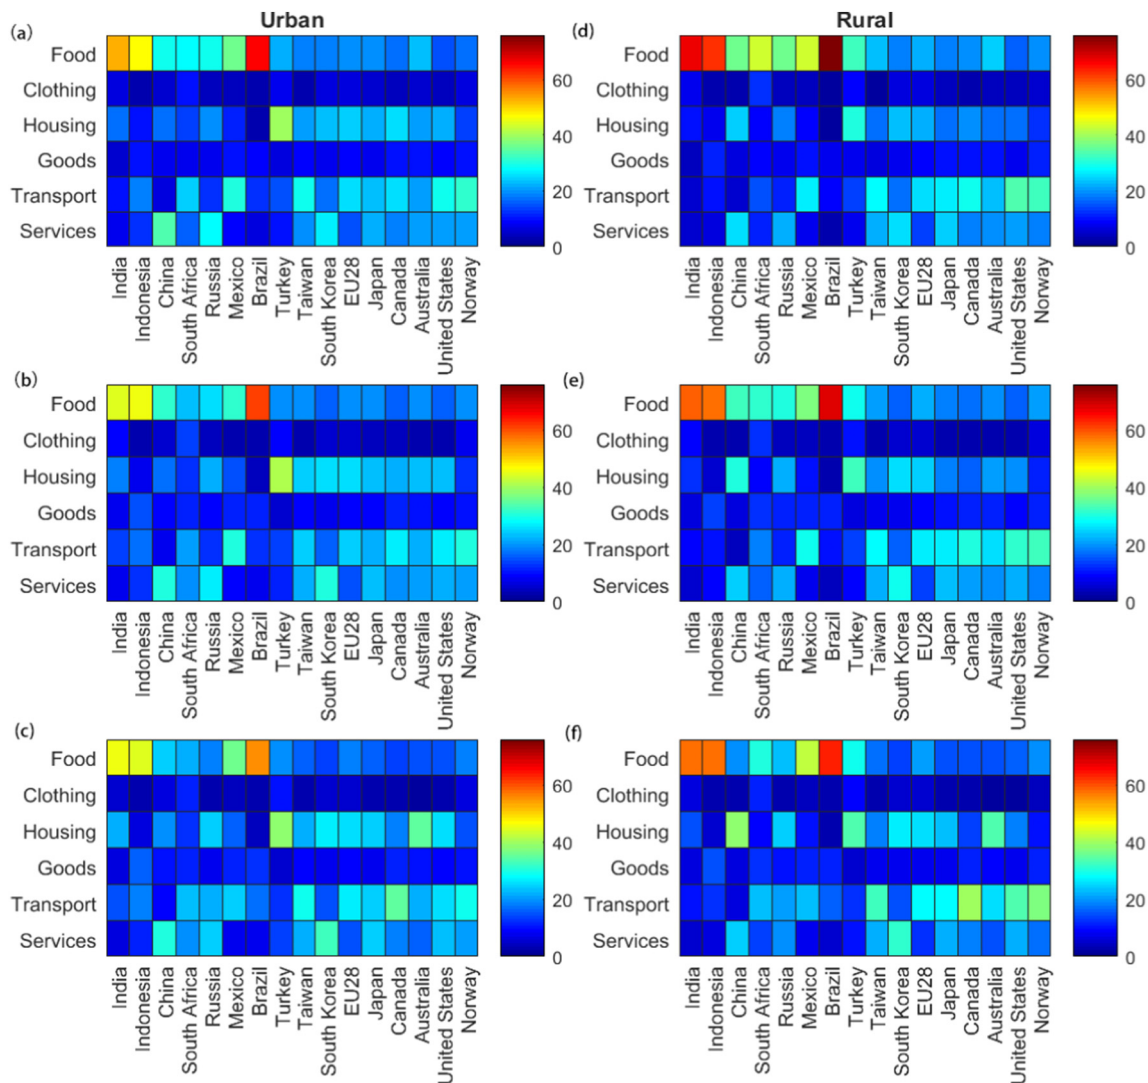 Urban
Rural
(a)
Food
Clothing
Housing
Goods
Transport
Services
60
40
20
0
India
Indonesia
China
South Africa
Russia
Mexico
Brazil
Turkey
Taiwan
South Korea
EU28
Japan
Canada
Australia
United States
Norway
(d)
Food
Clothing
Housing
Goods
Transport
Services
60
40
20
0
India
Indonesia
China
South Africa
Russia
Mexico
Brazil
Turkey
Taiwan
South Korea
EU28
Japan
Canada
Australia
United States
Norway
(b)
Food
Clothing
Housing
Goods
Transport
Services
60
40
20
0
India
Indonesia
China
South Africa
Russia
Mexico
Brazil
Turkey
Taiwan
South Korea
EU28
Japan
Canada
Australia
United States
Norway
(e)
Food
Clothing
Housing
Goods
Transport
Services
60
40
20
0
India
Indonesia
China
South Africa
Russia
Mexico
Brazil
Turkey
Taiwan
South Korea
EU28
Japan
Canada
Australia
United States
Norway
(c)
Food
Clothing
Housing
Goods
Transport
Services
60
40
20
0
India
Indonesia
China
South Africa
Russia
Mexico
Brazil
Turkey
Taiwan
South Korea
EU28
Japan
Canada
Australia
United States
Norway
(f)
Food
Clothing
Housing
Goods
Transport
Services
60
40
20
0
India
Indonesia
China
South Africa
Russia
Mexico
Brazil
Turkey
Taiwan
South Korea
EU28
Japan
Canada
Australia
United States
Norway